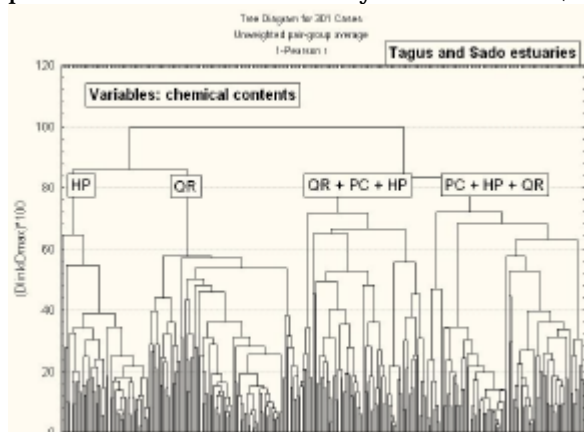 Tree Diagram for 301 Cases
Unweighted pair-group average
1-Pearson r
Tagus and Sado estuaries
Variables: chemical contents
120
100
80
60
40
20
0
(Dlink/Dmax)*100
HP
QR
QR + PC + HP
PC + HP + QR